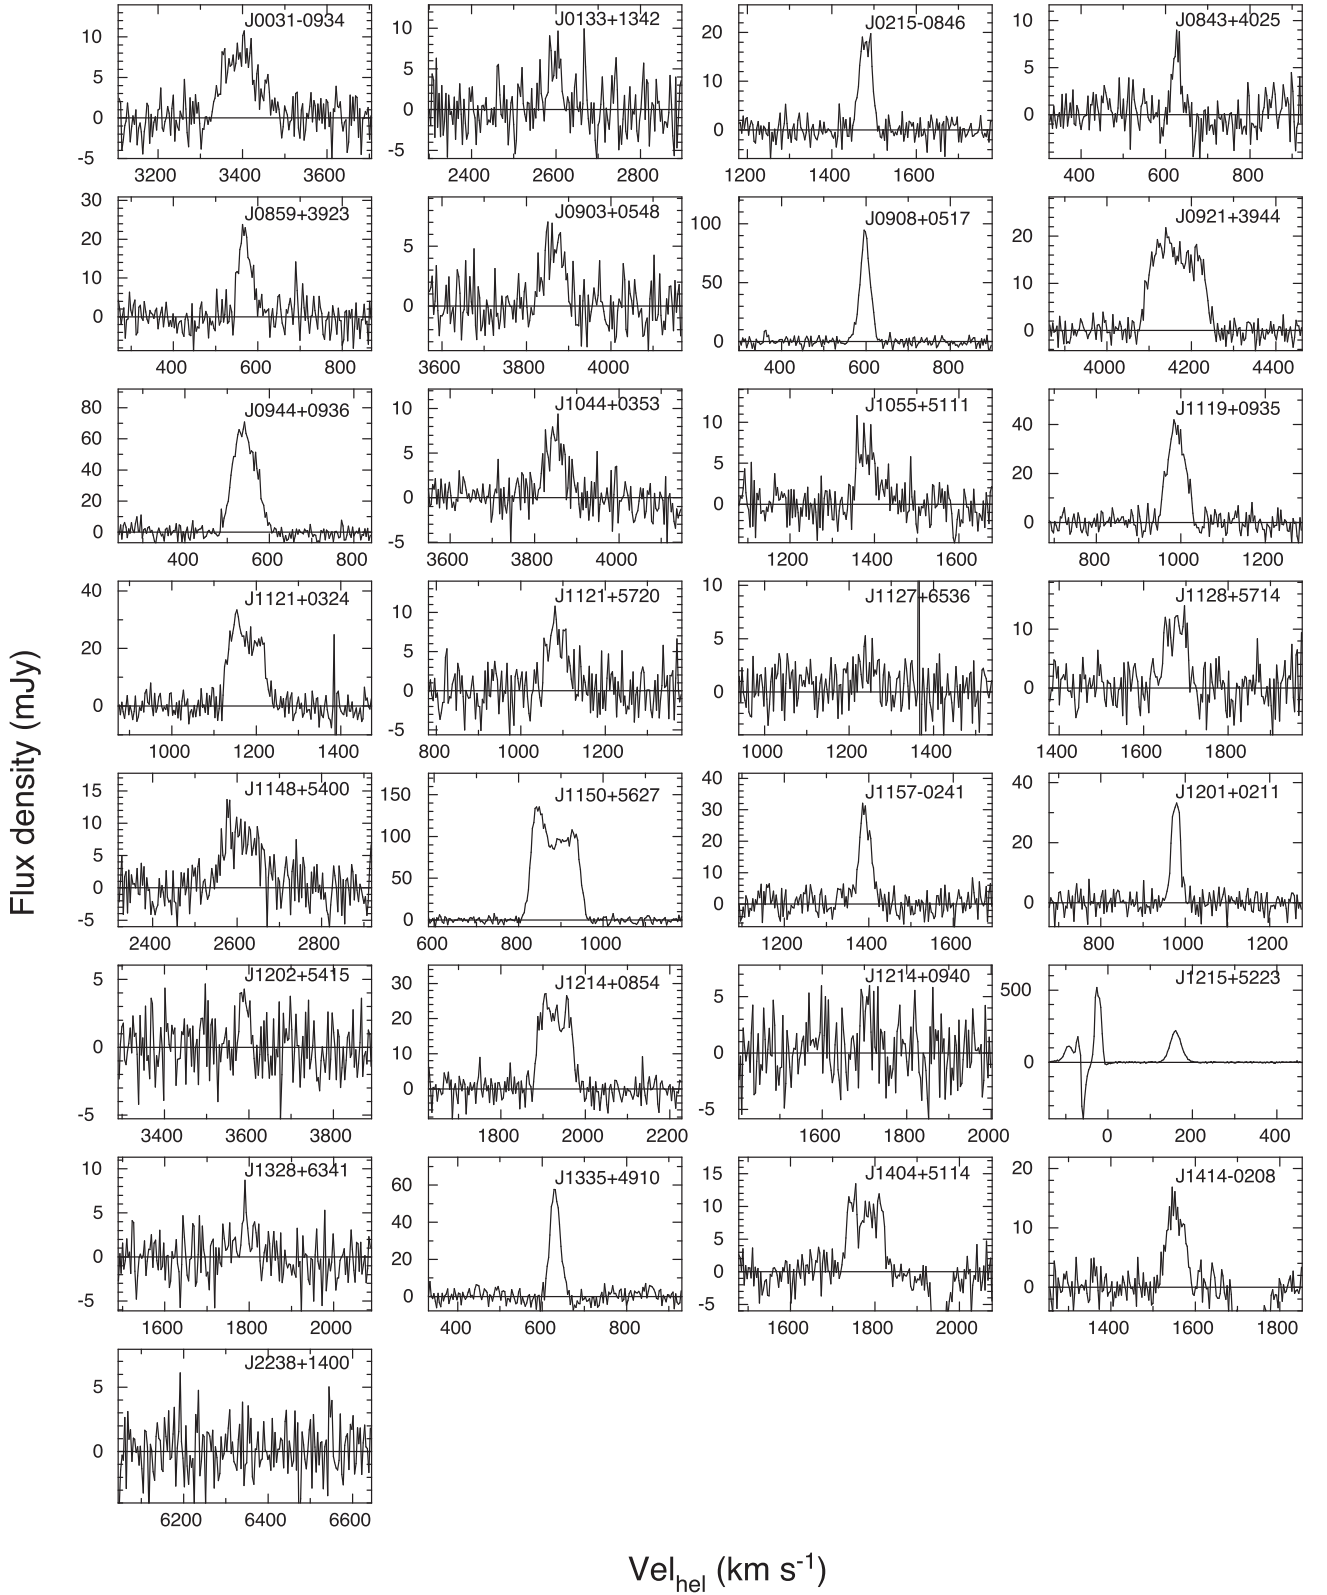 J0031-0934 J0133+1342 J0215-0846 J0843+4025
10 5 0 -5 10 5 0 -5 20 10 0 10 5 0
3200 3400 3600 2400 2600 2800 1200 1400 1600 400 600 800
J0859+3923 J0903+0548 J0908+0517 J0921+3944
30 20 10 0 5 0 100 50 0 20 10 0
400 600 800 3600 3800 4000 400 600 800 4000 4200 4400
J0944+0936 J1044+0353 J1055+5111 J1119+0935
80 60 40 20 0 10 5 0 -5 10 5 0 40 20 0
400 600 800 3600 3800 4000 1200 1400 1600 800 1000 1200
J1121+0324 J1121+5720 J1127+6536 J1128+5714
40 20 0 10 5 0 -5 10 5 0 10 0
1000 1200 1400 800 1000 1200 1000 1200 1400 1400 1600 1800
Flux density (mJy)
J1148+5400 J1150+5627 J1157-0241 J1201+0211
15 10 5 0 -5 150 100 50 0 40 30 20 10 0 40 20 0
2400 2600 2800 600 800 1000 1200 1400 1600 800 1000 1200
J1202+5415 J1214+0854 J1214+0940 J1215+5223
5 0 -5 30 20 10 0 5 0 -5 500 0
3400 3600 3800 1800 2000 2200 1600 1800 2000 0 200 400
J1328+6341 J1335+4910 J1404+5114 J1414-0208
10 5 0 -5 60 40 20 0 15 10 5 0 -5 20 10 0
1600 1800 2000 400 600 800 1600 1800 2000 1400 1600 1800
J2238+1400
5 0
6200 6400 6600
Vel_hel (km s⁻¹)